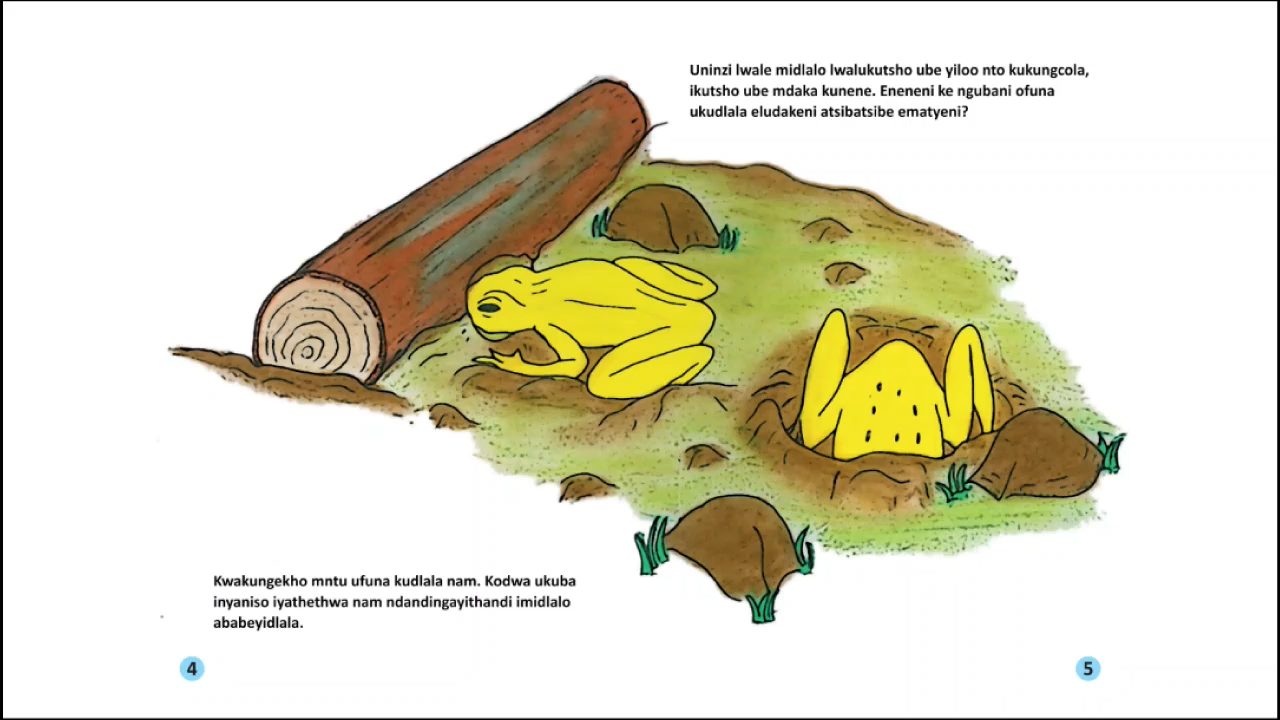 Kwakungekho mntu ufuna kudlala nam. Kodwa ukuba
inyaniso iyathethwa nam ndandingayithandi imidlalo
ababeyidlala.
4
Uninzi lwale midlalo lwalukutsho ube yiloo nto kukungcola,
ikutsho ube mdaka kunene. Eneneni ke ngubani ofuna
ukudlala eludakeni atsibatsibe ematyeni?
5